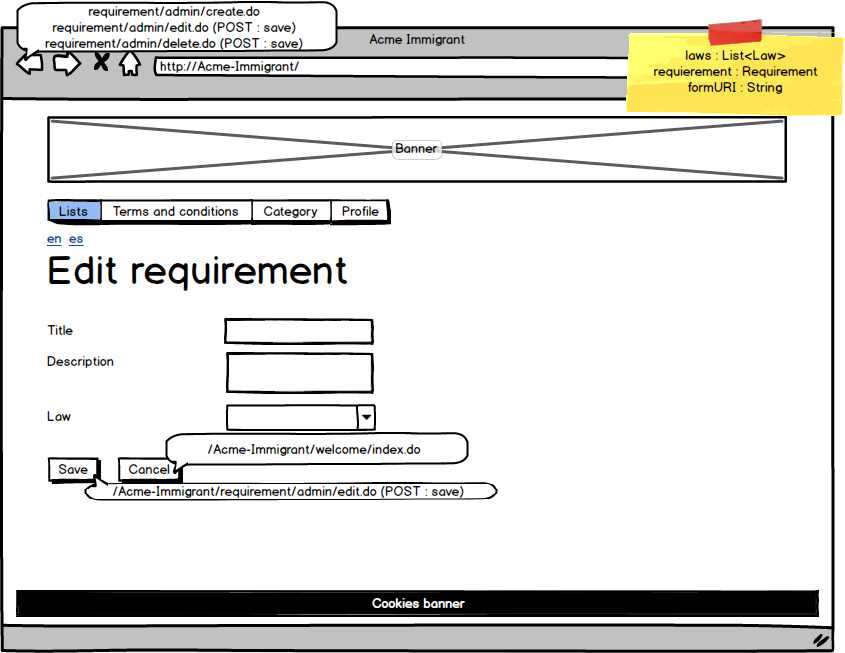 requirement/admin/create.do
requirement/admin/edit.do (POST : save)
requirement/admin/delete.do (POST : save)
Acme Immigrant
http://Acme-Immigrant/
laws : List<Law>
requierement : Requirement
formURI : String
Banner
Lists
Terms and conditions
Category
Profile
en es
Edit requirement
Title
Description
Law
/Acme-Immigrant/welcome/index.do
Save
Cancel
/Acme-Immigrant/requirement/admin/edit.do (POST : save)
Cookies banner